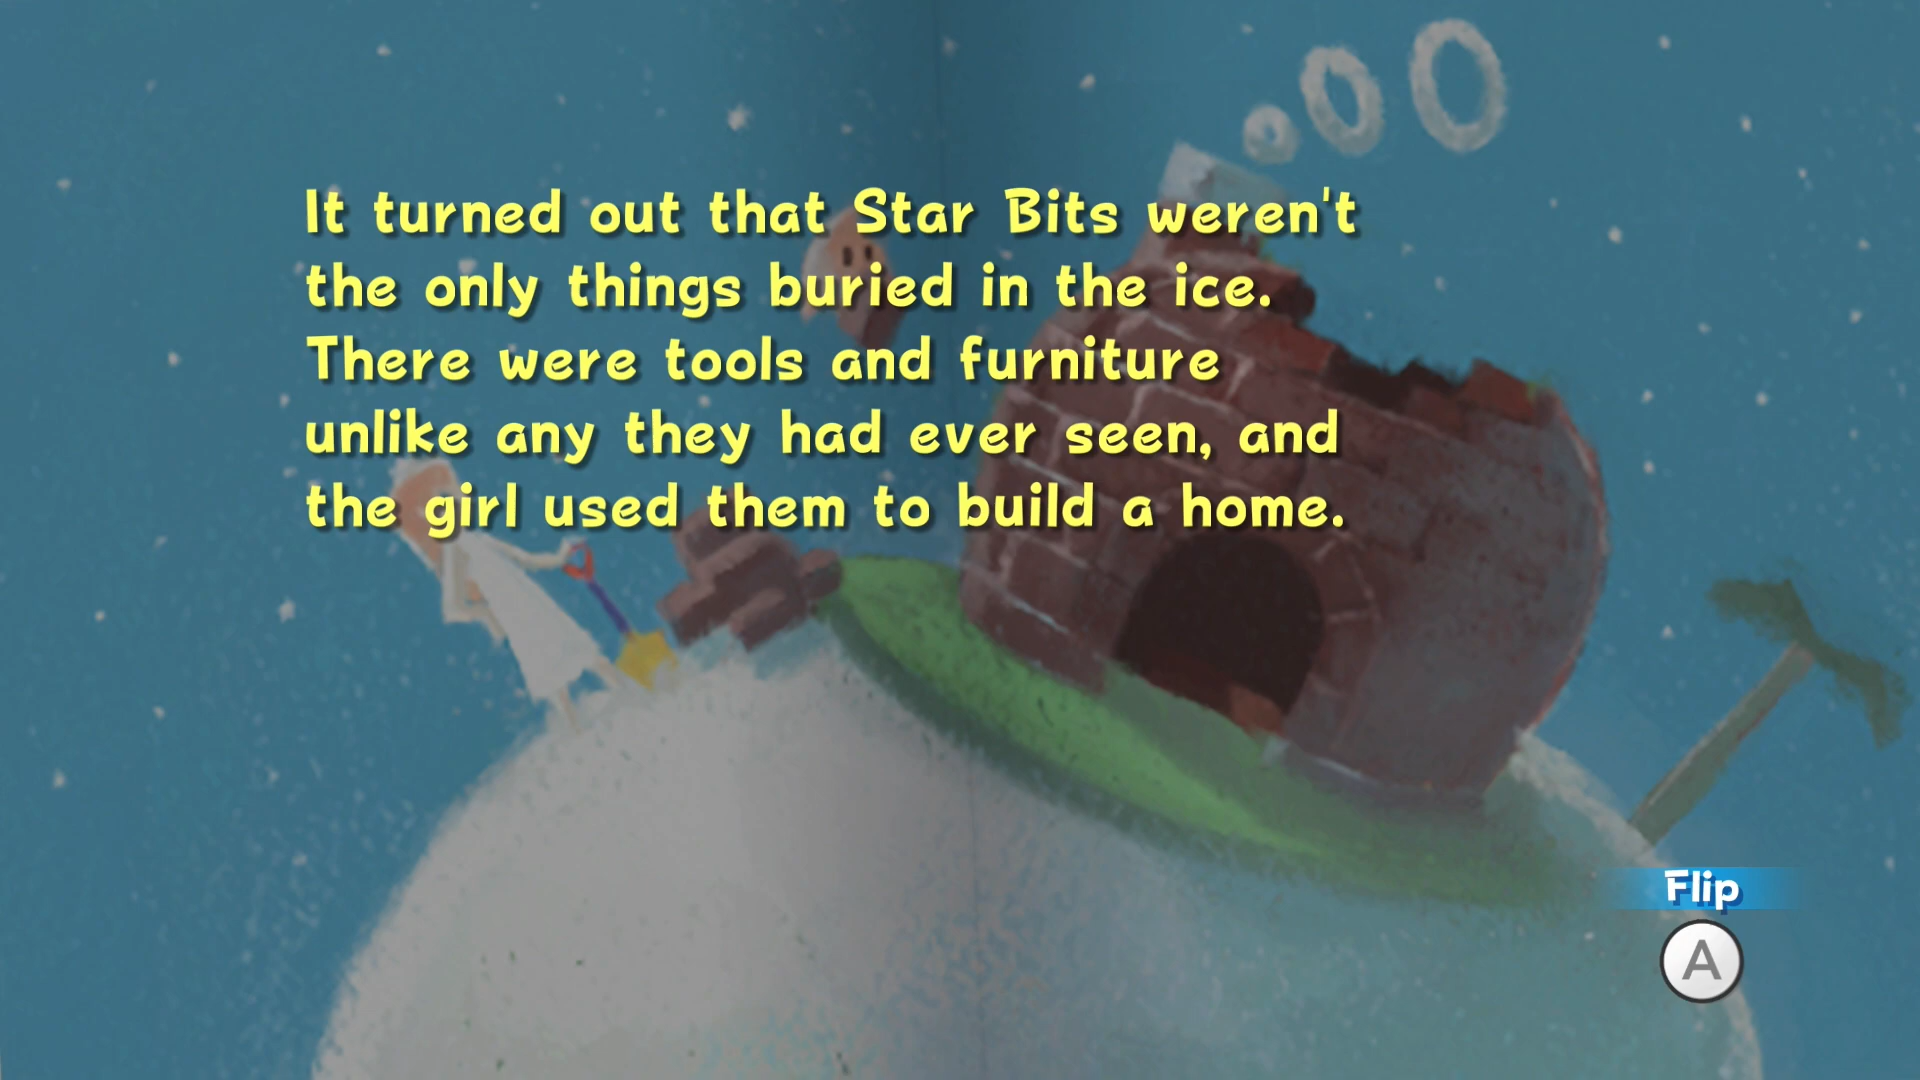 It turned out that Star Bits weren't
the only things buried in the ice.
There were tools and furniture
unlike any they had ever seen, and
the girl used them to build a home.
Flip
A